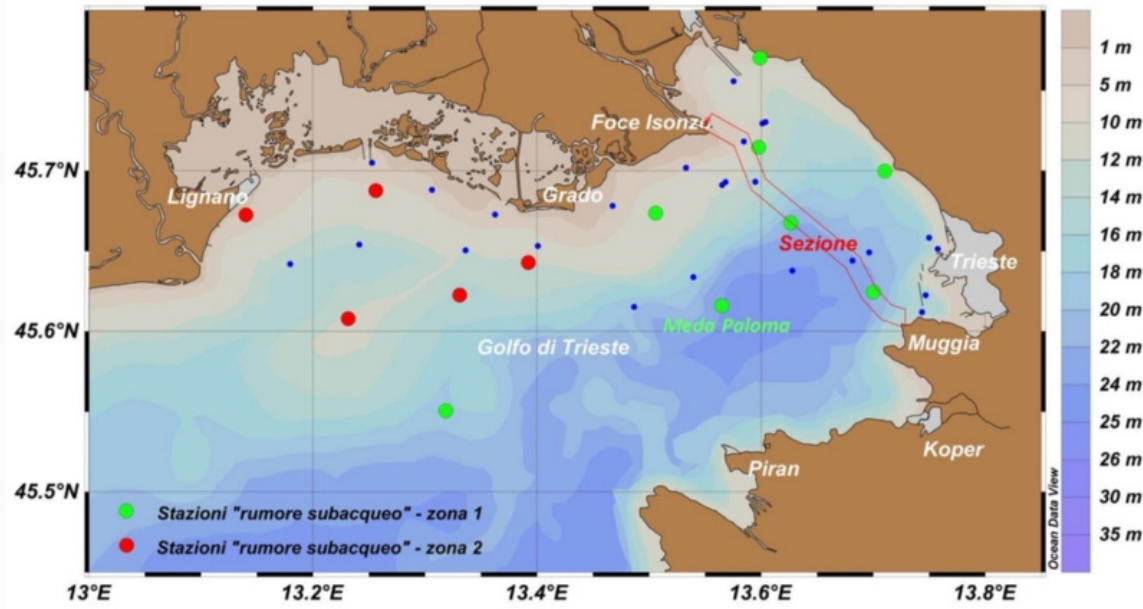 1 m
5 m
10 m
12 m
14 m
16 m
18 m
20 m
22 m
24 m
25 m
26 m
30 m
35 m
Foce Isonzo
45.7°N
Lignano
Grado
Sezione
Trieste
Meda Paloma
45.6°N
Golfo di Trieste
Muggia
Koper
Piran
45.5°N
Stazioni "rumore subacqueo" - zona 1
Stazioni "rumore subacqueo" - zona 2
Ocean Data View
13°E
13.2°E
13.4°E
13.6°E
13.8°E